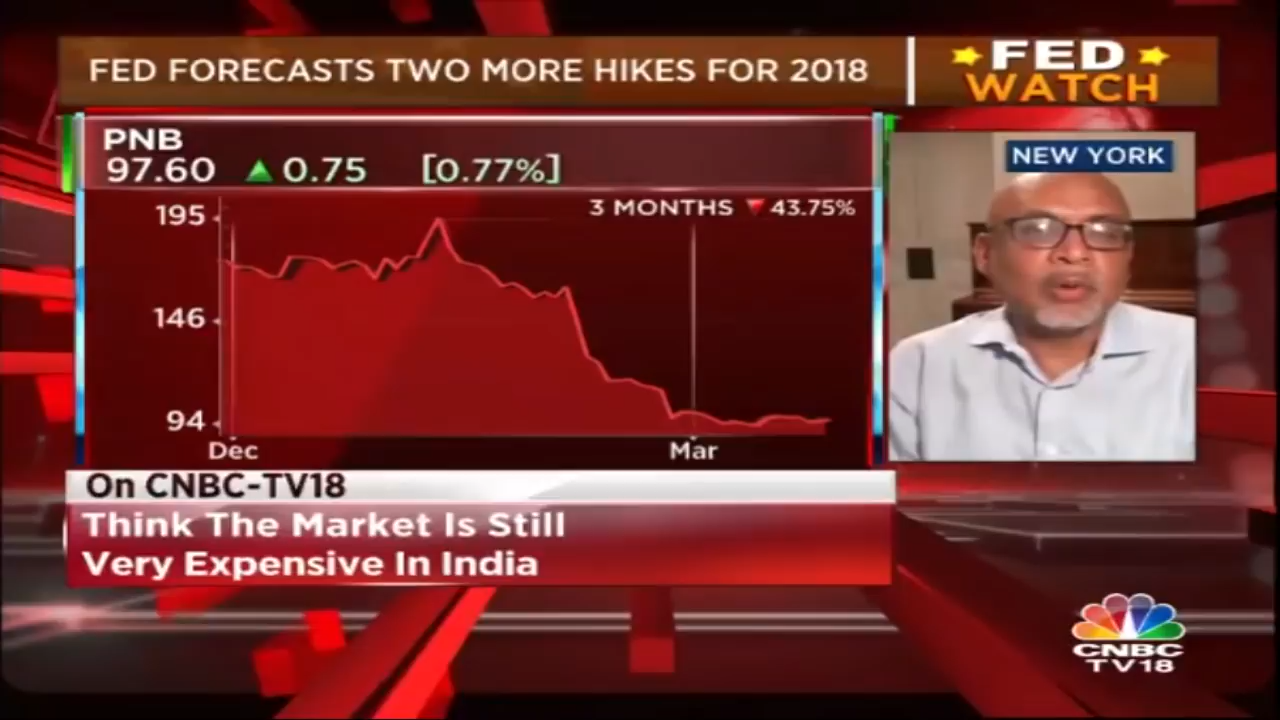 FED FORECASTS TWO MORE HIKES FOR 2018
FED
WATCH
PNB
97.60 ▲ 0.75 [0.77%]
3 MONTHS ▼ 43.75%
195
146
94
Dec Mar
NEW YORK
On CNBC-TV18
Think The Market Is Still
Very Expensive In India
CNBC
TV18